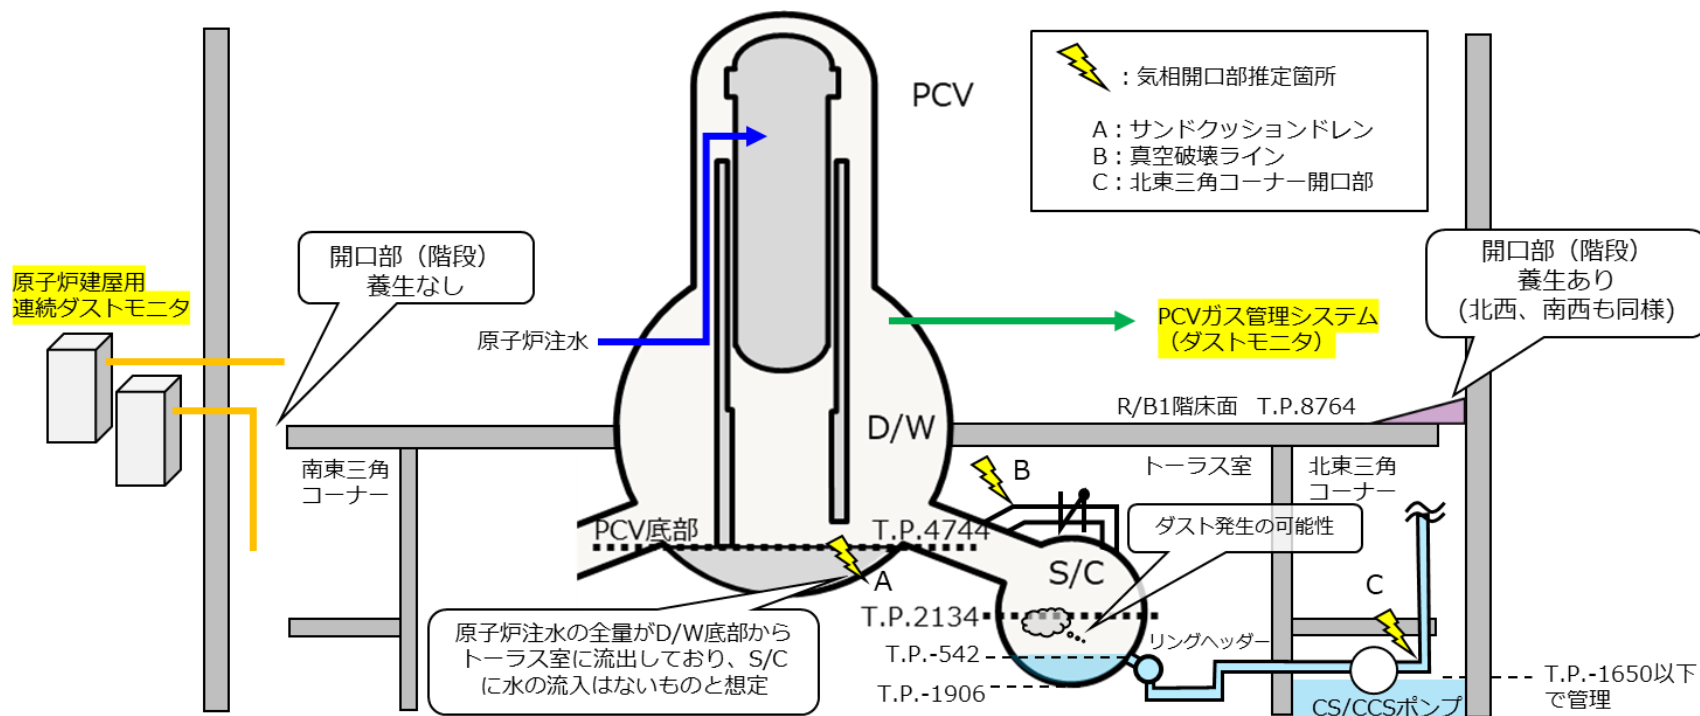 PCV
：気相開口部推定箇所
A：サンドクッションドレン
B：真空破壊ライン
C：北東三角コーナー開口部
原子炉建屋用
連続ダストモニタ
開口部（階段）
養生なし
原子炉注水
PCVガス管理システム
（ダストモニタ）
開口部（階段）
養生あり
(北西、南西も同様)
R/B1階床面　T.P.8764
D/W
南東三角
コーナー
トーラス室
北東三角
コーナー
B
PCV底部
T.P.4744
ダスト発生の可能性
A
S/C
C
T.P.2134
原子炉注水の全量がD/W底部から
トーラス室に流出しており、S/C
に水の流入はないものと想定
リングヘッダー
T.P.-542
T.P.-1906
T.P.-1650以下
で管理
CS/CCSポンプ